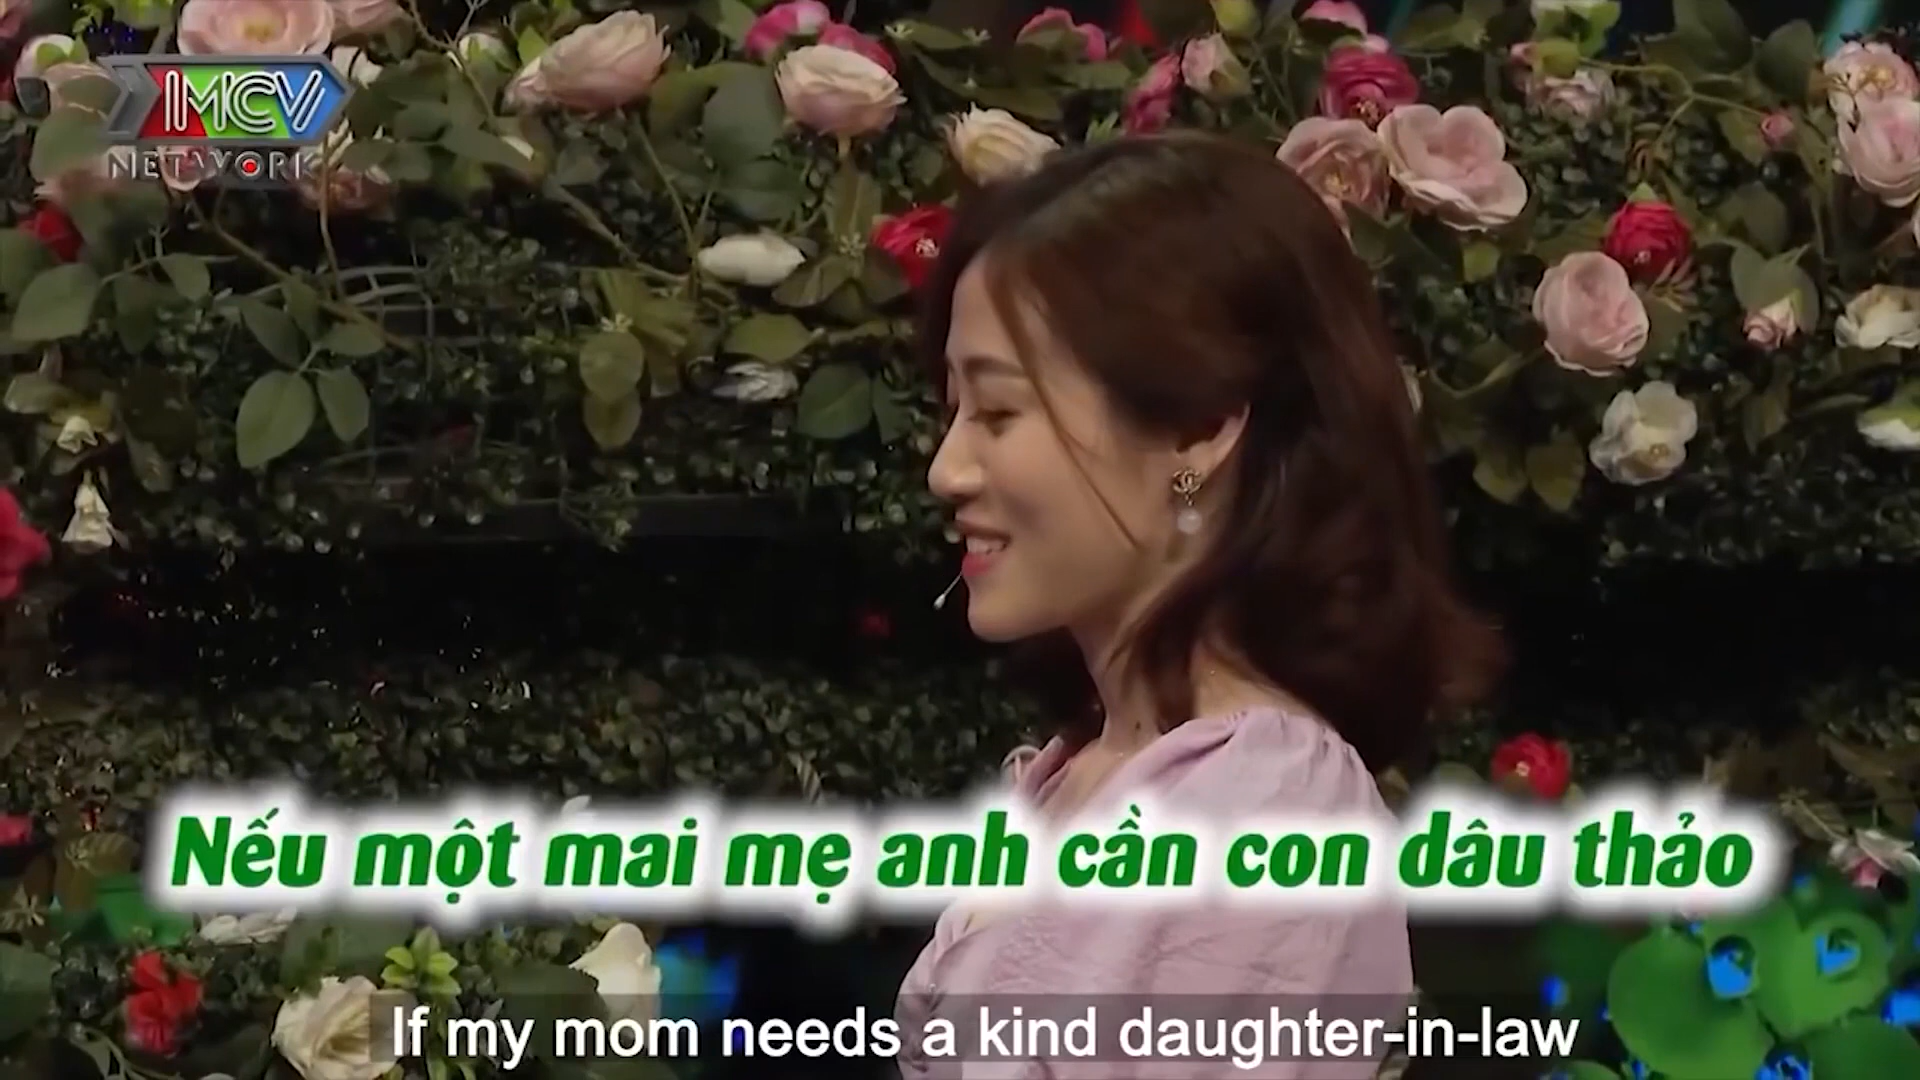 MCV
NETWORK
Nếu một mai mẹ anh cần con dâu thảo
If my mom needs a kind daughter-in-law